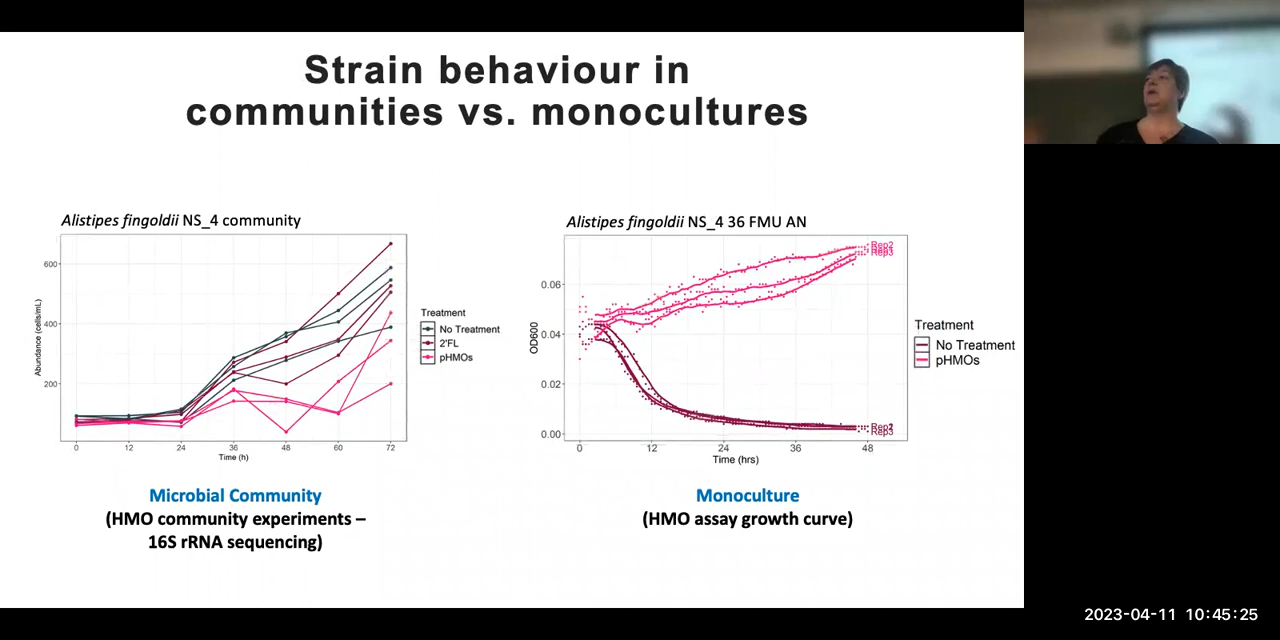 Strain behaviour in
communities vs. monocultures
Alistipes fingoldii NS_4 community
Abundance (cells/mL)
600
400
200
0 12 24 36 48 60 72
Time (h)
Treatment
No Treatment
2'FL
pHMOs
Microbial Community
(HMO community experiments –
16S rRNA sequencing)
Alistipes fingoldii NS_4 36 FMU AN
OD600
0.06
0.04
0.02
0.00
0 12 24 36 48
Time (hrs)
Rep2
Rep3
Rep3
Treatment
No Treatment
pHMOs
Monoculture
(HMO assay growth curve)
2023-04-11 10:45:25